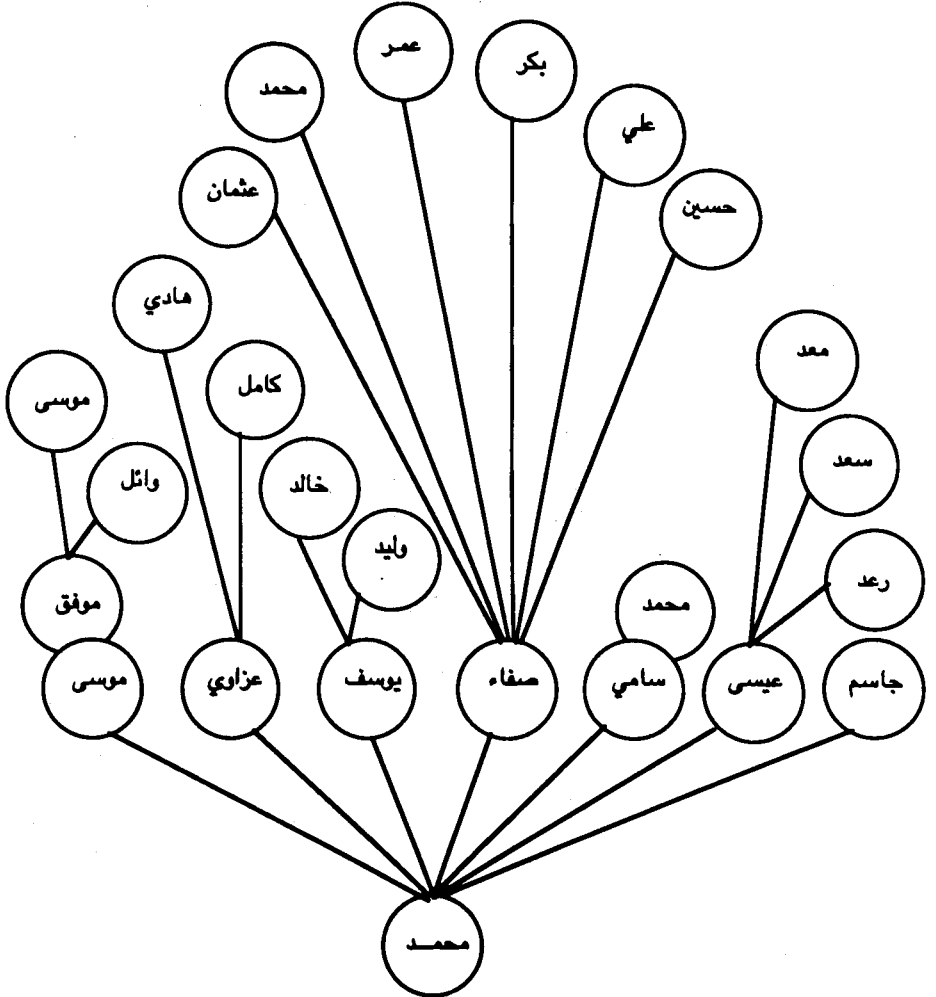 عمر
بكر
محمد
علي
عثمان
حسين
هادي
معد
كامل
موسى
سعد
وائل
خالد
وليد
رعد
موفق
محمد
جاسم
عيسى
سامي
صفاء
يوسف
عزاوي
موسى
محمـد